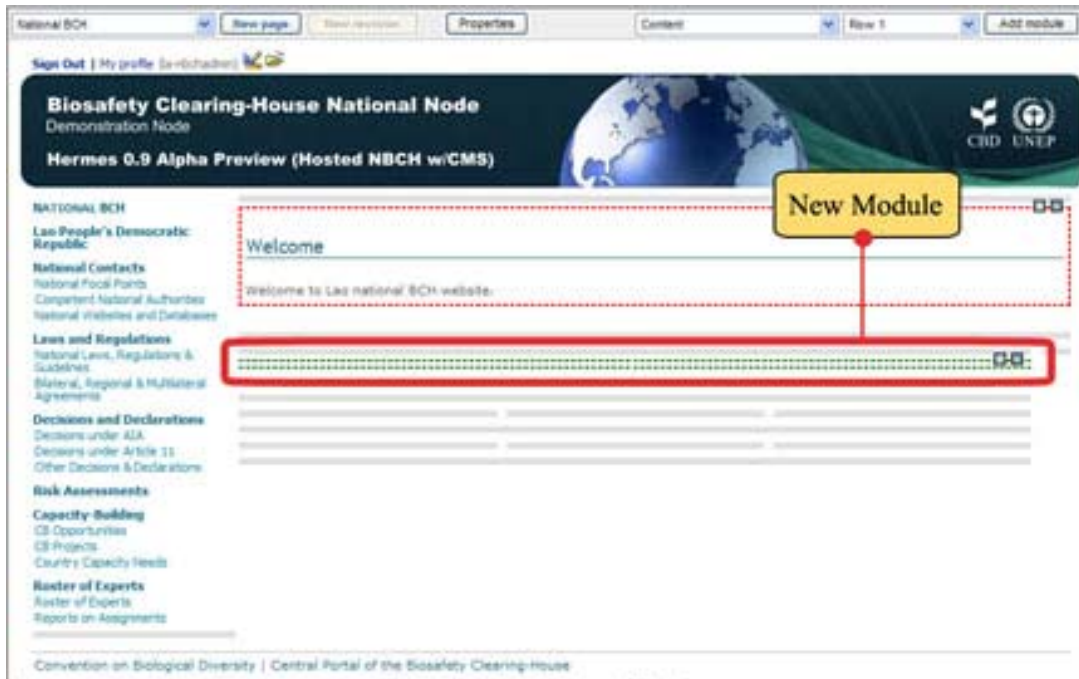 National BCH New page New revision Properties Content Row 1 Add module
Sign Out | My profile
Biosafety Clearing-House National Node
Demonstration Node
Hermes 0.9 Alpha Preview (Hosted NBCH w/CMS)
CBD UNEP
New Module
NATIONAL BCH
Lao People's Democratic
Republic
National Contacts
National Focal Points
Competent National Authorities
National Websites and Databases
Laws and Regulations
National Laws, Regulations &
Guidelines
Bilateral, Regional & Multilateral
Agreements
Decisions and Declarations
Decisions under AIA
Decisions under Article 11
Other Decisions & Declarations
Risk Assessments
Capacity-Building
CB Opportunities
CB Projects
Country Capacity Needs
Roster of Experts
Roster of Experts
Reports on Assignments
Welcome
Welcome to Lao national BCH website.
Convention on Biological Diversity | Central Portal of the Biosafety Clearing-House